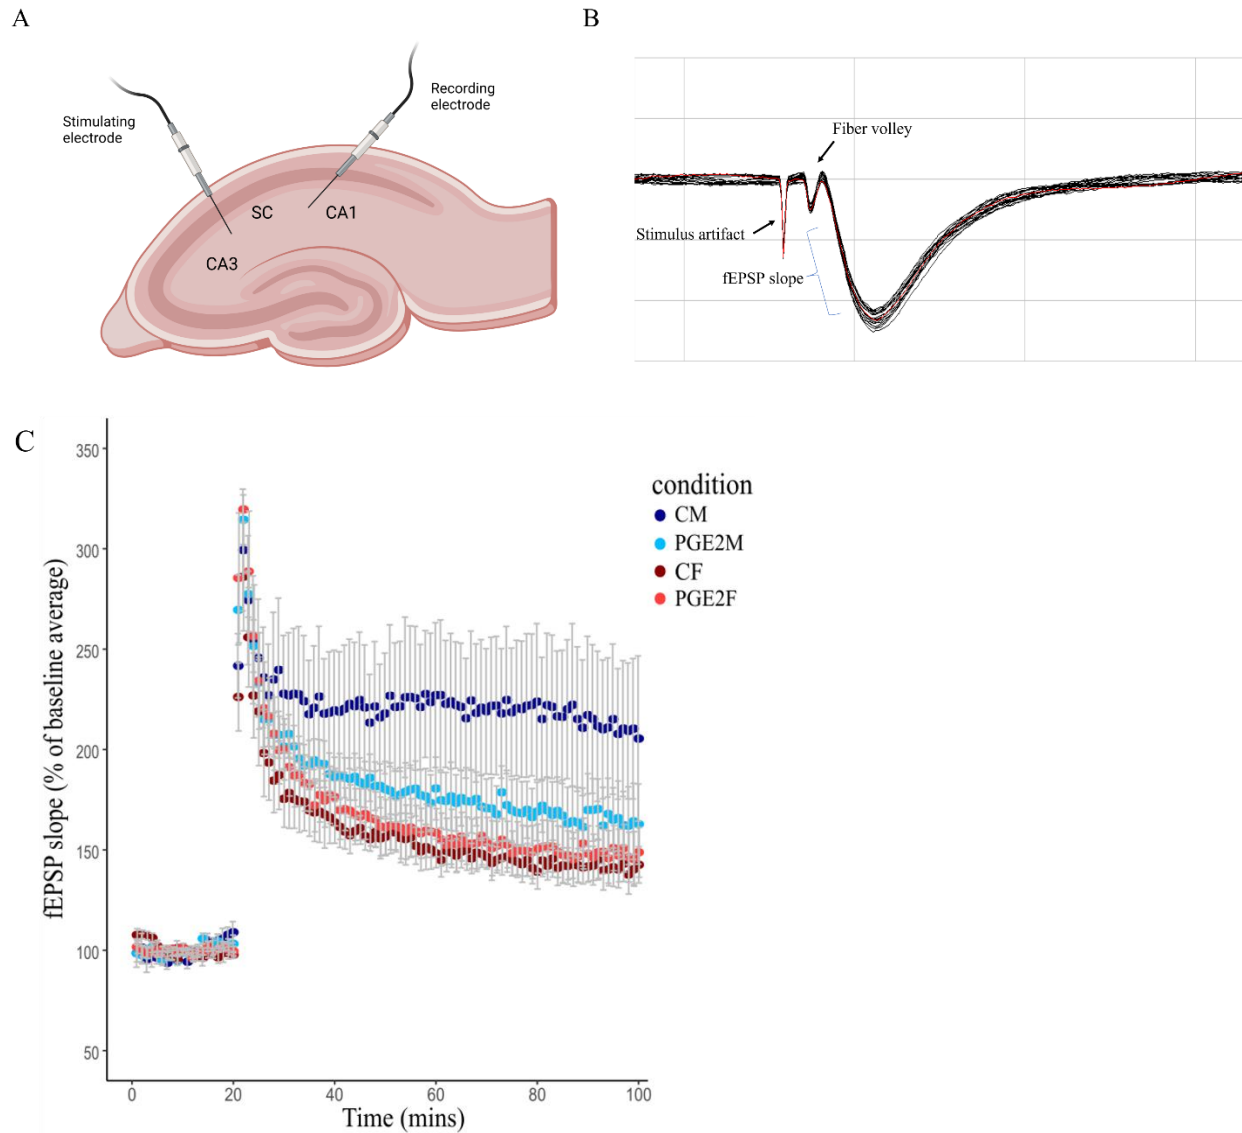 A
B
Recording
electrode
Stimulating
electrode
SC
CA1
CA3
Fiber volley
Stimulus artifact
fEPSP slope
C
350
300
250
200
150
100
50
fEPSP slope (% of baseline average)
0
20
40
60
80
100
Time (mins)
condition
CM
PGE2M
CF
PGE2F